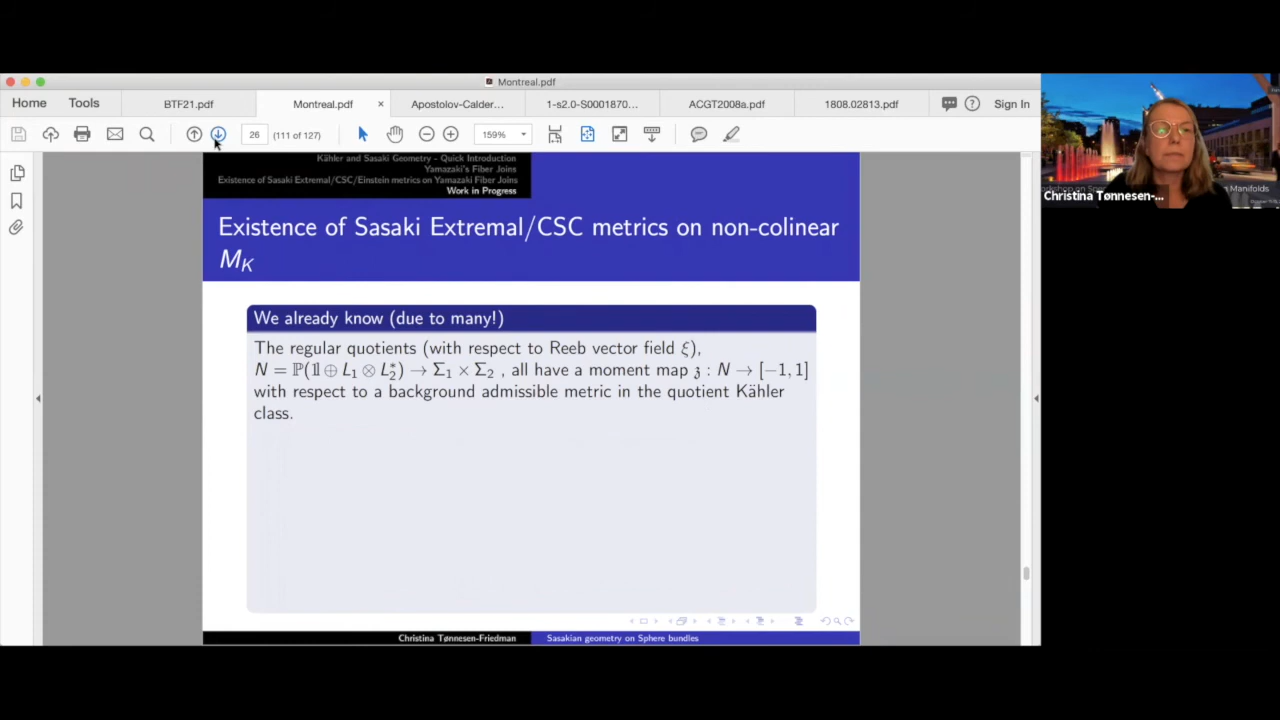 Montreal.pdf
Home Tools BTF21.pdf Montreal.pdf × Apostolov-Calder... 1-s2.0-S0001870... ACGT2008a.pdf 1808.02813.pdf Sign In
26 (111 of 127) 159%
Kähler and Sasaki Geometry - Quick Introduction
Yamazaki's Fiber Joins
Existence of Sasaki Extremal/CSC/Einstein metrics on Yamazaki Fiber Joins
Work in Progress
Existence of Sasaki Extremal/CSC metrics on non-colinear
M_K
We already know (due to many!)
The regular quotients (with respect to Reeb vector field ξ),
N = ℙ(𝟙 ⊕ L₁ ⊗ L₂*) → Σ₁ × Σ₂ , all have a moment map 𝔷 : N → [−1, 1]
with respect to a background admissible metric in the quotient Kähler
class.
Christina Tønnesen-Friedman Sasakian geometry on Sphere bundles
Manifolds
Christina Tønnesen-...